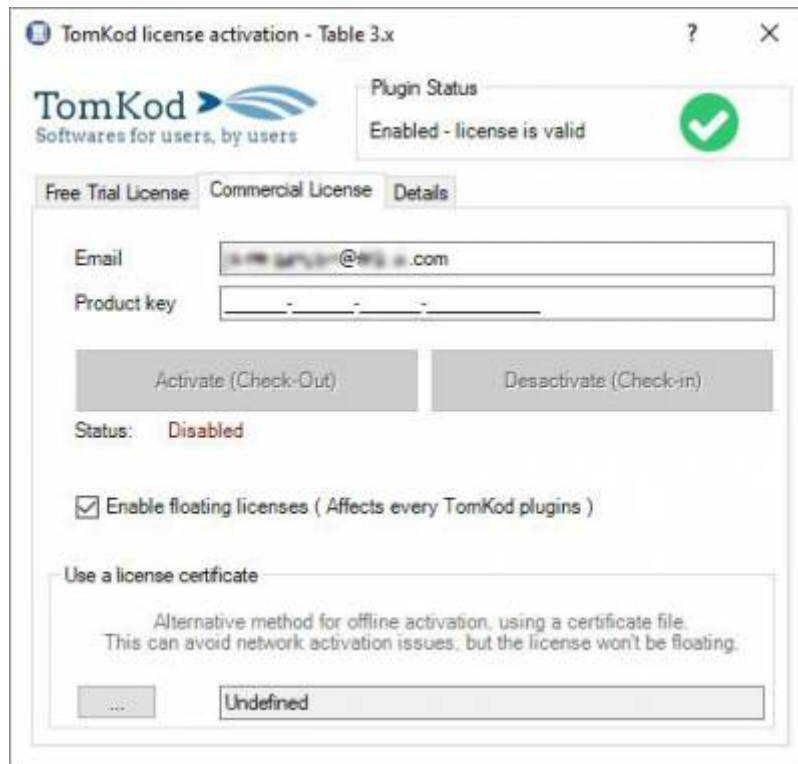 TomKod license activation - Table 3.x
?
TomKod
Softwares for users, by users
Plugin Status
Enabled - license is valid
Free Trial License
Commercial License
Details
Email
@
.com
Product key
Activate (Check-Out)
Desactivate (Check-in)
Status: Disabled
Enable floating licenses ( Affects every TomKod plugins )
Use a license certificate
Alternative method for offline activation, using a certificate file.
This can avoid network activation issues, but the license won't be floating.
...
Undefined